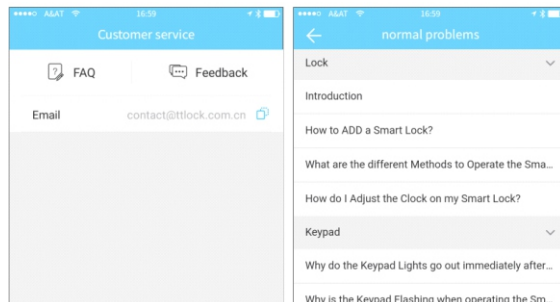 A&AT 16:59
Customer service
FAQ
Feedback
Email contact@ttlock.com.cn
A&AT 16:59
normal problems
Lock
Introduction
How to ADD a Smart Lock?
What are the different Methods to Operate the Sma...
How do I Adjust the Clock on my Smart Lock?
Keypad
Why do the Keypad Lights go out immediately after...
Why is the Keypad Flashing when operating the Sm...